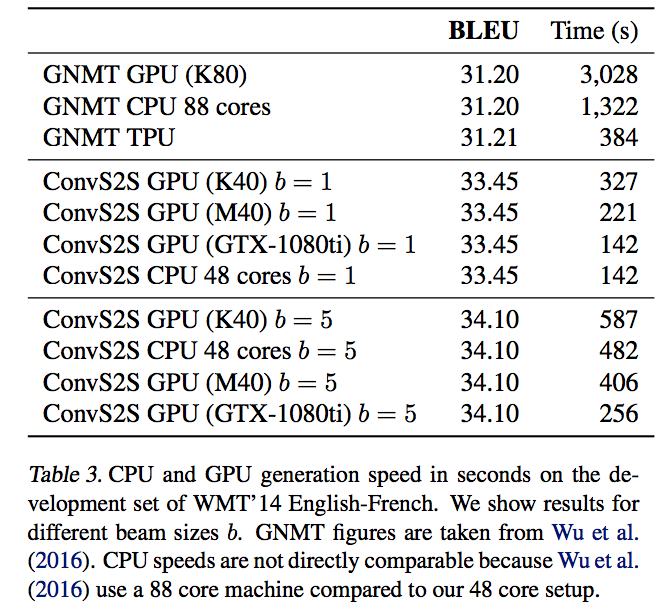 BLEU Time (s)
GNMT GPU (K80) 31.20 3,028
GNMT CPU 88 cores 31.20 1,322
GNMT TPU 31.21 384
ConvS2S GPU (K40) b = 1 33.45 327
ConvS2S GPU (M40) b = 1 33.45 221
ConvS2S GPU (GTX-1080ti) b = 1 33.45 142
ConvS2S CPU 48 cores b = 1 33.45 142
ConvS2S GPU (K40) b = 5 34.10 587
ConvS2S CPU 48 cores b = 5 34.10 482
ConvS2S GPU (M40) b = 5 34.10 406
ConvS2S GPU (GTX-1080ti) b = 5 34.10 256
Table 3. CPU and GPU generation speed in seconds on the de-
velopment set of WMT’14 English-French. We show results for
different beam sizes b. GNMT figures are taken from Wu et al.
(2016). CPU speeds are not directly comparable because Wu et al.
(2016) use a 88 core machine compared to our 48 core setup.